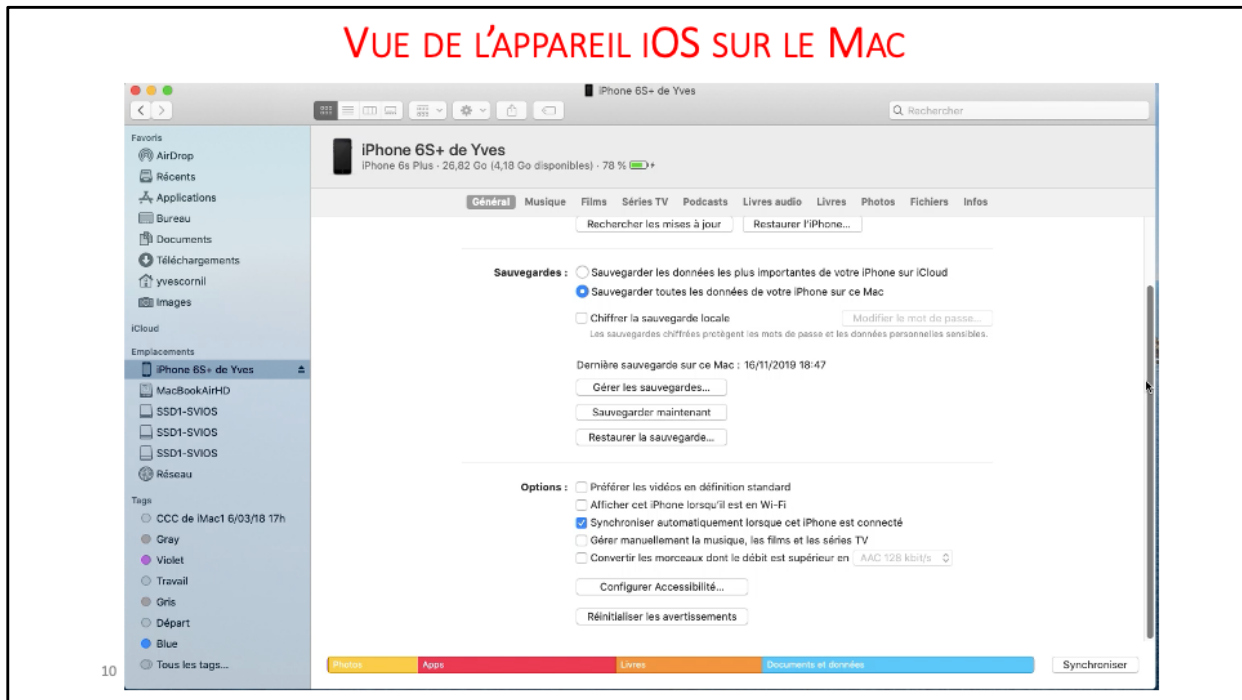 VUE DE L'APPAREIL IOS SUR LE MAC
iPhone 6S+ de Yves
Rechercher
Favoris
AirDrop
Récents
Applications
Bureau
Documents
Téléchargements
yvescornil
Images
iCloud
Emplacements
iPhone 6S+ de Yves
MacBookAirHD
SSD1-SVIOS
SSD1-SVIOS
SSD1-SVIOS
Réseau
Tags
CCC de iMac1 6/03/18 17h
Gray
Violet
Travail
Gris
Départ
Blue
Tous les tags...
iPhone 6S+ de Yves
iPhone 6s Plus · 26,82 Go (4,18 Go disponibles) · 78 %
Général Musique Films Séries TV Podcasts Livres audio Livres Photos Fichiers Infos
Rechercher les mises à jour Restaurer l'iPhone...
Sauvegardes : Sauvegarder les données les plus importantes de votre iPhone sur iCloud
Sauvegarder toutes les données de votre iPhone sur ce Mac
Chiffrer la sauvegarde locale Modifier le mot de passe...
Les sauvegardes chiffrées protègent les mots de passe et les données personnelles sensibles.
Dernière sauvegarde sur ce Mac : 16/11/2019 18:47
Gérer les sauvegardes...
Sauvegarder maintenant
Restaurer la sauvegarde...
Options : Préférer les vidéos en définition standard
Afficher cet iPhone lorsqu'il est en Wi-Fi
Synchroniser automatiquement lorsque cet iPhone est connecté
Gérer manuellement la musique, les films et les séries TV
Convertir les morceaux dont le débit est supérieur en AAC 128 kbit/s
Configurer Accessibilité...
Réinitialiser les avertissements
Photos Apps Livres Documents et données Synchroniser
10